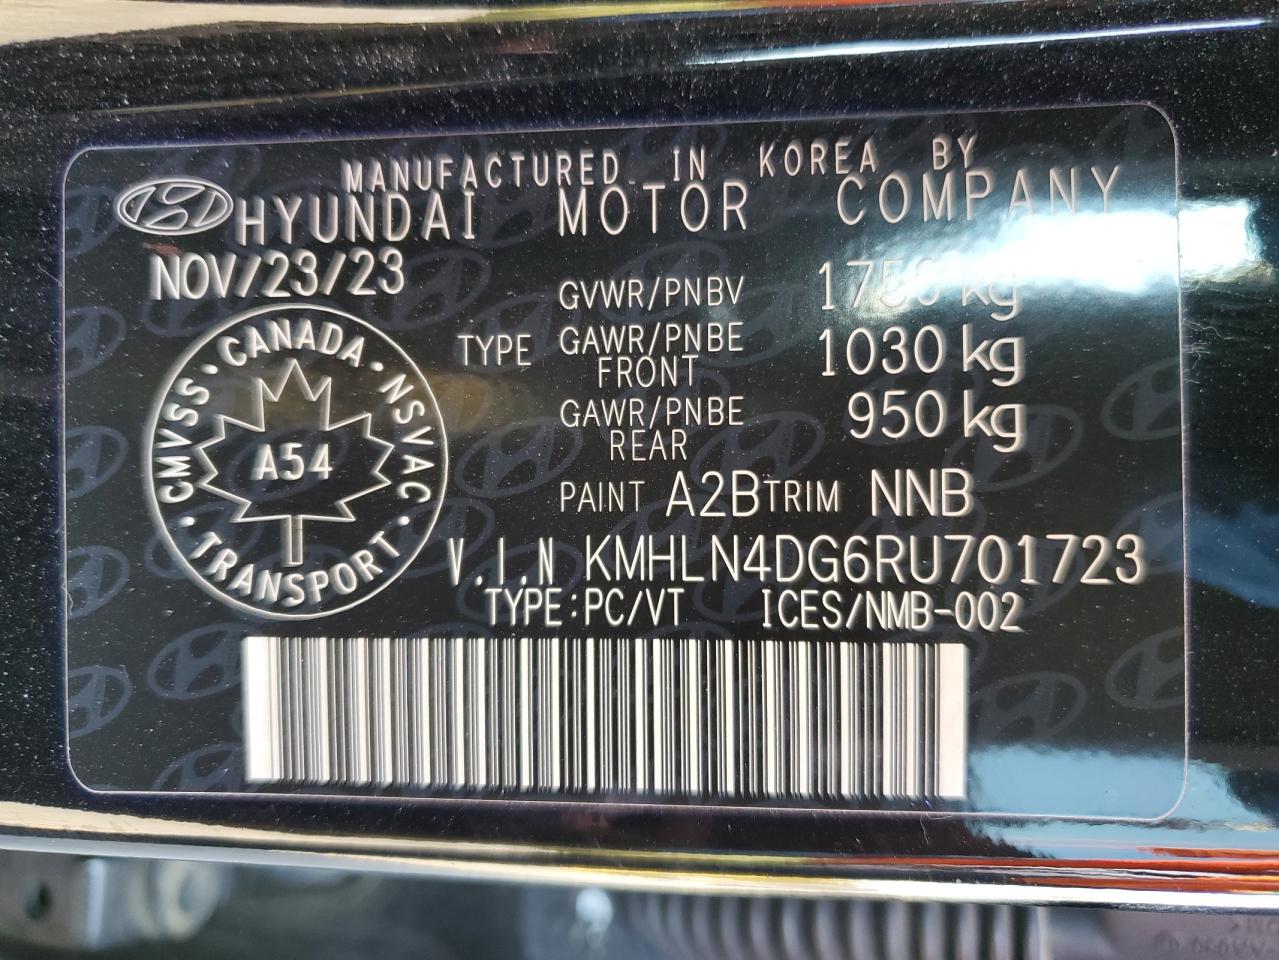 MANUFACTURED IN KOREA BY
HYUNDAI MOTOR COMPANY
NOV/23/23
GVWR/PNBV 1750 kg
TYPE GAWR/PNBE FRONT 1030 kg
GAWR/PNBE REAR 950 kg
PAINT A2B TRIM NNB
V.I.N KMHLN4DG6RU701723
TYPE:PC/VT ICES/NMB-002
CMVSS · CANADA · NSVAC · TRANSPORT ·
A54